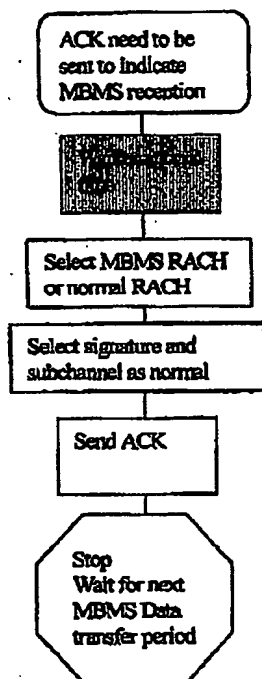 ACK need to be
sent to indicate
MBMS reception
Select MBMS RACH
or normal RACH
Select signature and
subchannel as normal
Send ACK
Stop
Wait for next
MBMS Data
transfer period